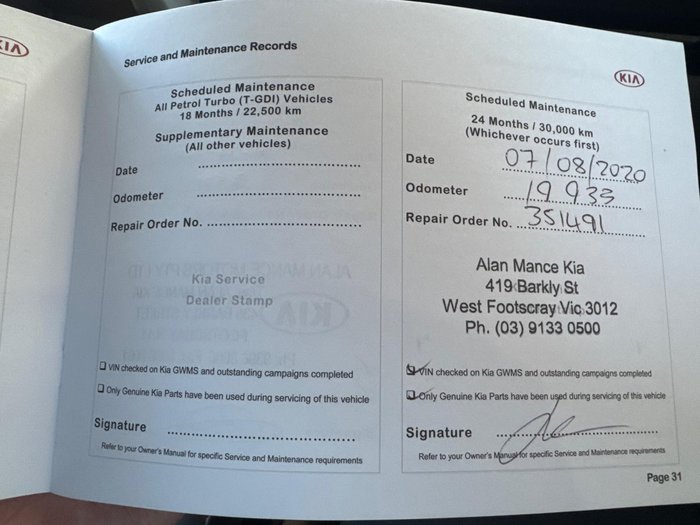 KIA
Service and Maintenance Records
Scheduled Maintenance
All Petrol Turbo (T-GDI) Vehicles
18 Months / 22,500 km
Supplementary Maintenance
(All other vehicles)
Date
Odometer
Repair Order No.
Kia Service
Dealer Stamp
VIN checked on Kia GWMS and outstanding campaigns completed
Only Genuine Kia Parts have been used during servicing of this vehicle
Signature
Refer to your Owner's Manual for specific Service and Maintenance requirements
KIA
Scheduled Maintenance
24 Months / 30,000 km
(Whichever occurs first)
Date 07/08/2020
Odometer 19 933
Repair Order No. 351491
Alan Mance Kia
419 Barkly St
West Footscray Vic 3012
Ph. (03) 9133 0500
VIN checked on Kia GWMS and outstanding campaigns completed
Only Genuine Kia Parts have been used during servicing of this vehicle
Signature
Refer to your Owner's Manual for specific Service and Maintenance requirements
Page 31